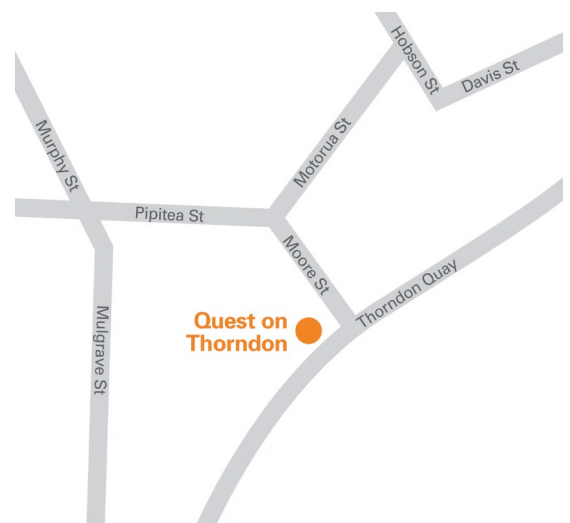 Hobson St
Davis St
Murphy St
Motorua St
Pipitea St
Moore St
Thorndon Quay
Mulgrave St
Quest on
Thorndon